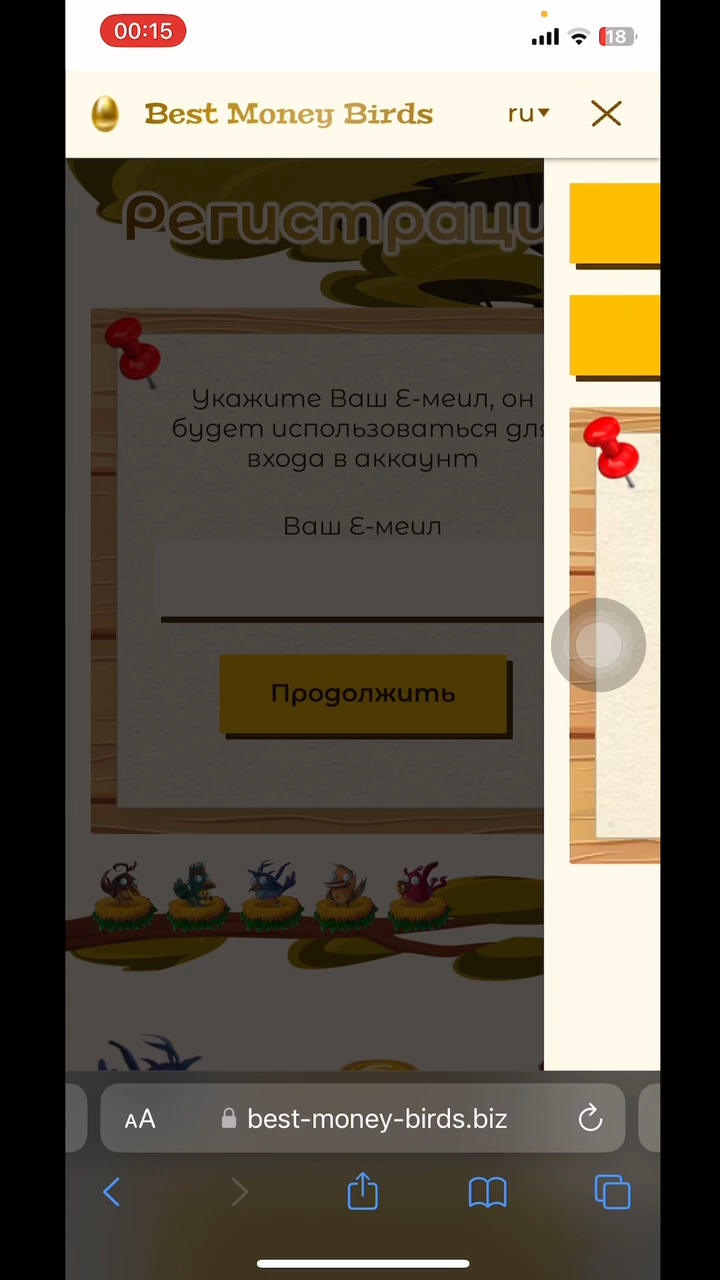 00:15
18
Best Money Birds
ru
Регистраци
Укажите Ваш Е-меил, он
будет использоваться для
входа в аккаунт
Ваш Е-меил
Продолжить
AA
best-money-birds.biz